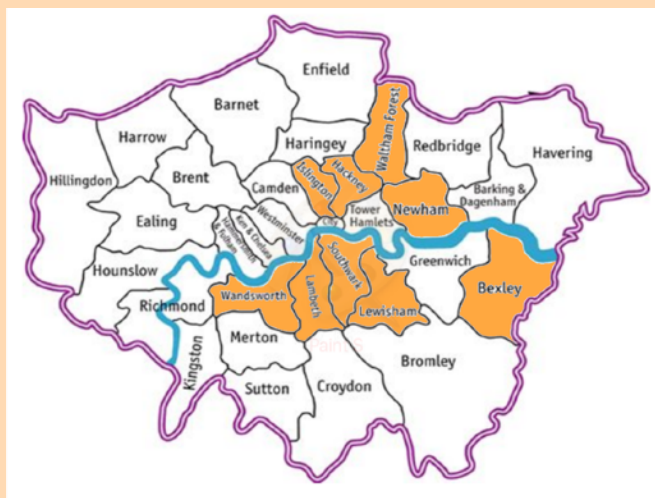 Enfield
Barnet
Harrow
Haringey
Waltham Forest
Redbridge
Havering
Hillingdon
Brent
Camden
Islington
Hackney
Barking &
Dagenham
Ealing
Westminster
City
Tower
Hamlets
Newham
Ken & Chelsea
Hammersmith
& Fulham
Hounslow
Greenwich
Bexley
Richmond
Wandsworth
Lambeth
Southwark
Lewisham
Merton
Kingston
Sutton
Croydon
Bromley